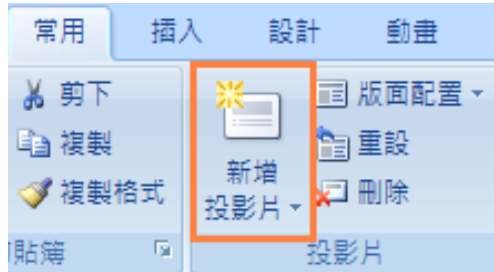 常用 插入 設計 動畫
剪下
複製
複製格式
貼簿
新增
投影片
版面配置
重設
刪除
投影片